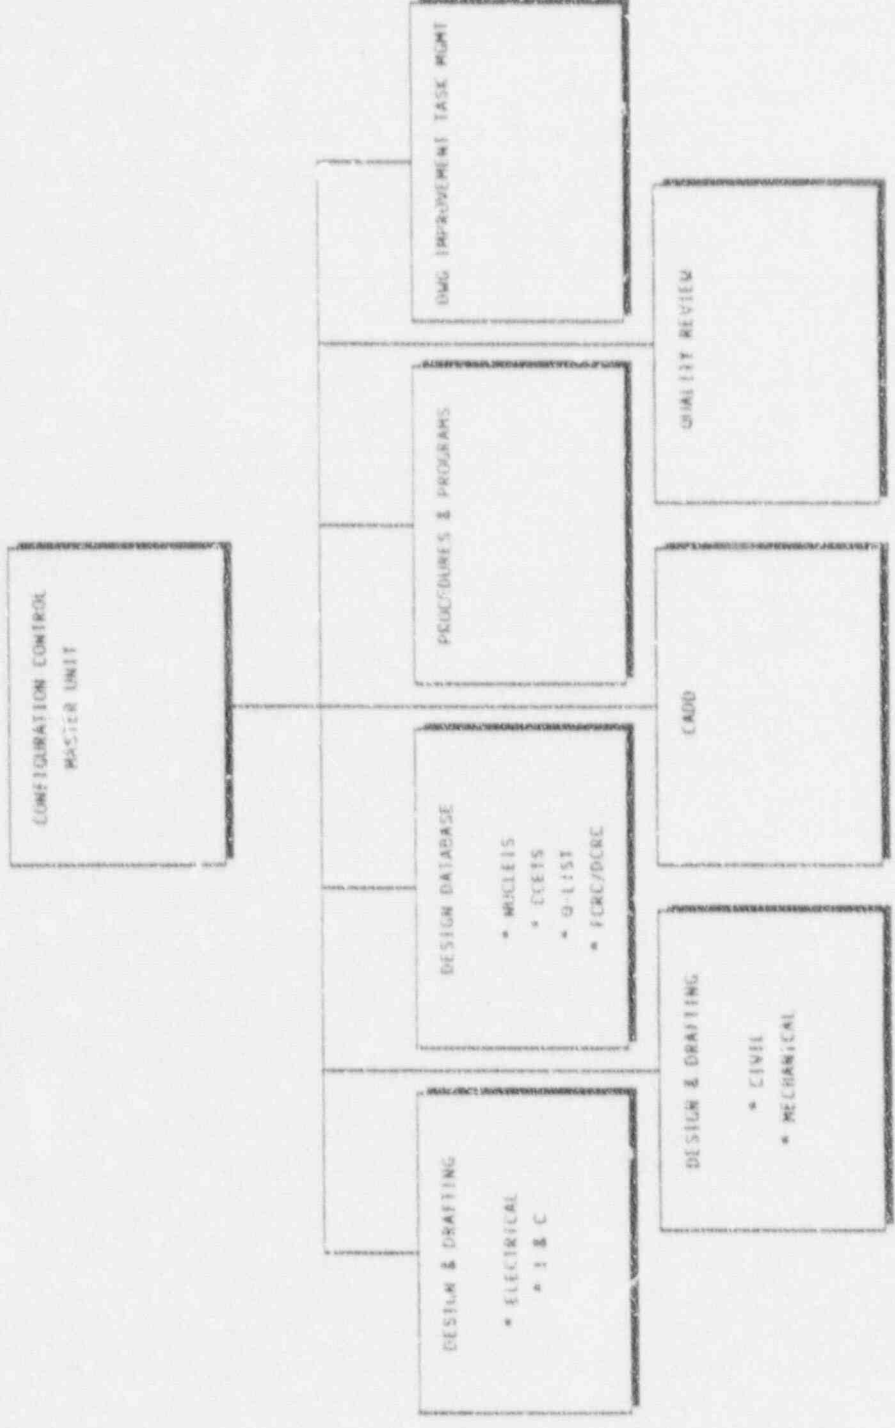 CONFIGURATION CONTROL
MASTER UNIT
DESIGN & DRAFTING
* ELECTRICAL
* I & C
DESIGN DATABASE
* NUCLEIS
* CCEIS
* Q-LIST
* FCRC/DCRC
PROCEDURES & PROGRAMS
DWG IMPROVEMENT TASK MGMT
DESIGN & DRAFTING
* CIVIL
* MECHANICAL
CADD
QUALITY REVIEW